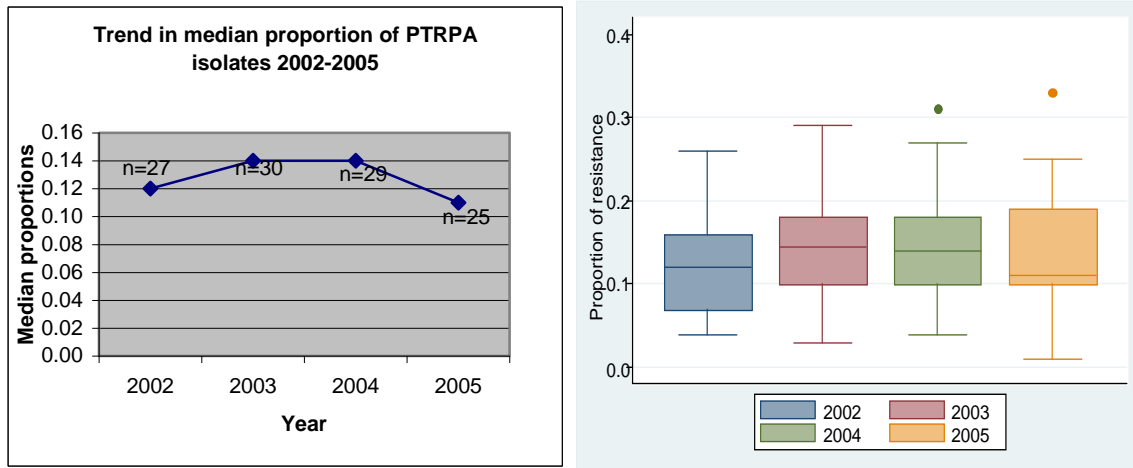 Trend in median proportion of PTRPA
isolates 2002-2005
Median proportions
0.16
0.14
0.12
0.10
0.08
0.06
0.04
0.02
0.00
n=27
n=30
n=29
n=25
2002 2003 2004 2005
Year
Proportion of resistance
0.4
0.3
0.2
0.1
0.0
2002 2003
2004 2005